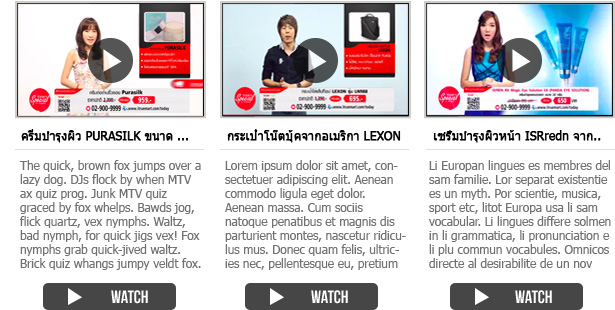 PURASILK
ครีมบำรุงผิว PURASILK ขนาด ...
The quick, brown fox jumps over a
lazy dog. DJs flock by when MTV
ax quiz prog. Junk MTV quiz
graced by fox whelps. Bawds jog,
flick quartz, vex nymphs. Waltz,
bad nymph, for quick jigs vex! Fox
nymphs grab quick-jived waltz.
Brick quiz whangs jumpy veldt fox.
WATCH
LEXON
Special
695.-
02-900-9999
กระเป๋าโน๊ตบุ้คจากอเมริกา LEXON
Lorem ipsum dolor sit amet, con-
sectetuer adipiscing elit. Aenean
commodo ligula eget dolor.
Aenean massa. Cum sociis
natoque penatibus et magnis dis
parturient montes, nascetur ridicu-
lus mus. Donec quam felis, ultric-
ies nec, pellentesque eu, pretium
WATCH
Special
650
02-900-9999
เซรั่มบำรุงผิวหน้า ISRredn จาก..
Li Europan lingues es membres del
sam familie. Lor separat existentie
es un myth. Por scientie, musica,
sport etc, litot Europa usa li sam
vocabular. Li lingues differe solmen
in li grammatica, li pronunciation e
li plu commun vocabules. Omnicos
directe al desirabilite de un nov
WATCH